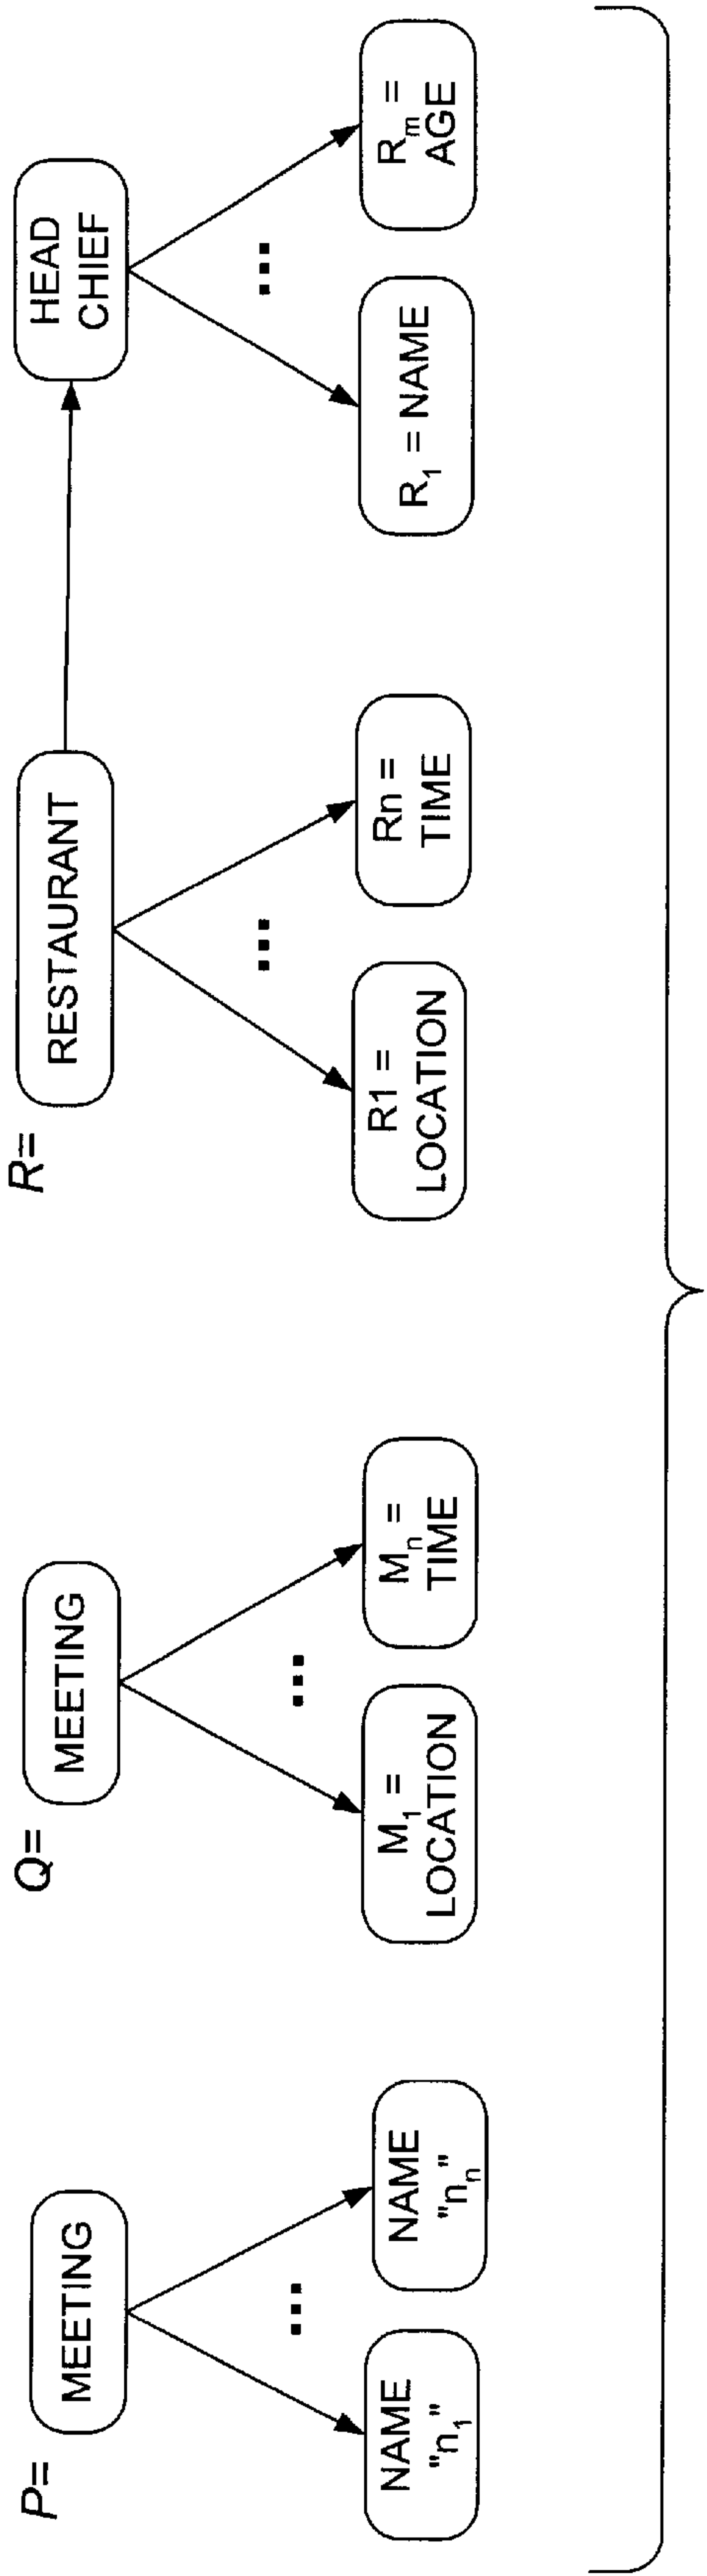 P=
MEETING
NAME
"n1"
...
NAME
"nn"
Q=
MEETING
M1 =
LOCATION
...
Mn =
TIME
R=
RESTAURANT
R1 =
LOCATION
...
Rn =
TIME
HEAD
CHIEF
R1 = NAME
...
Rm =
AGE